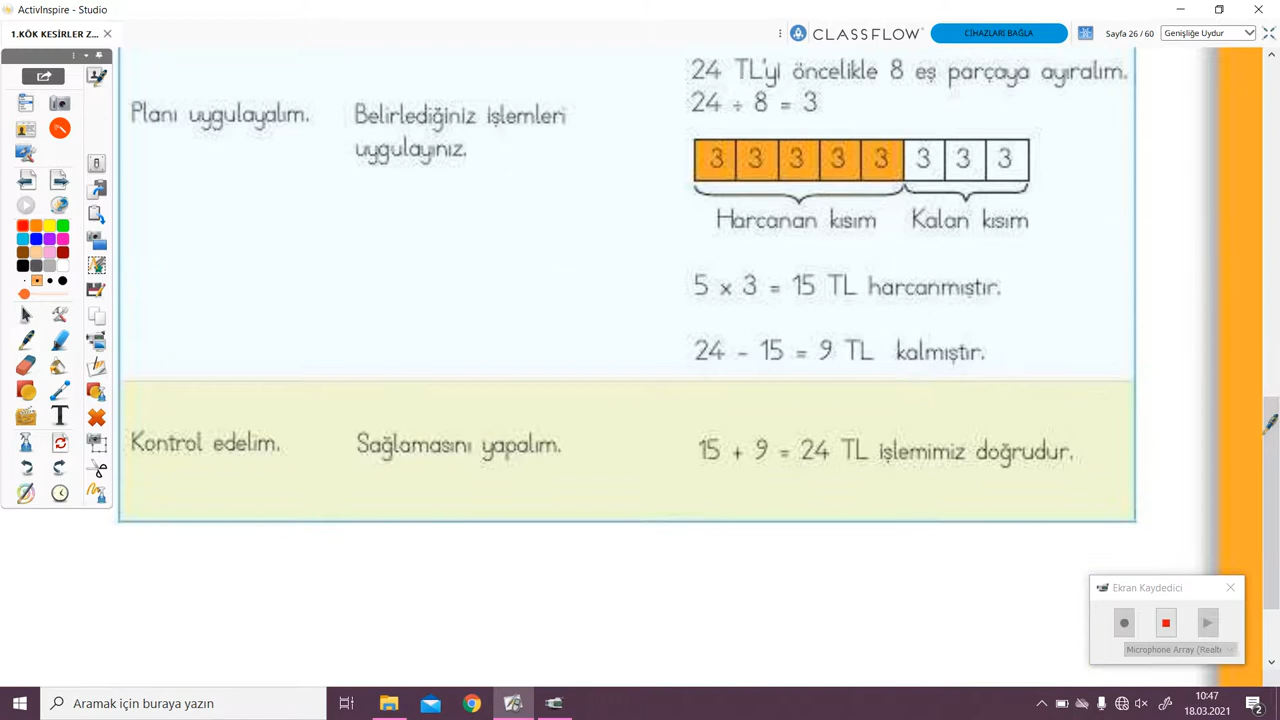 ActivInspire - Studio
1.KÖK KESİRLER Z...
CLASSFLOW
CİHAZLARI BAĞLA
Sayfa 26 / 60
Genişliğe Uydur
24 TL'yi öncelikle 8 eş parçaya ayıralım.
Planı uygulayalım.
Belirlediğiniz işlemleri
uygulayınız.
24 ÷ 8 = 3
3 3 3 3 3 3 3 3
Harcanan kısım Kalan kısım
5 x 3 = 15 TL harcanmıştır.
24 - 15 = 9 TL kalmıştır.
Kontrol edelim.
Sağlamasını yapalım.
15 + 9 = 24 TL işlemimiz doğrudur.
T
Ekran Kaydedici
Microphone Array (Realte
Aramak için buraya yazın
10:47
18.03.2021
2